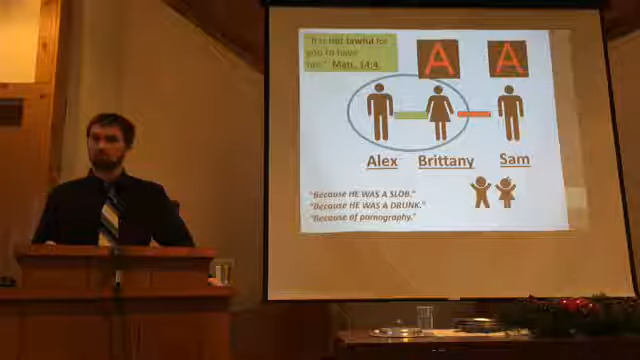 "It is not lawful for
you to have
her." Matt. 14:4.
A A
Alex Brittany Sam
"Because HE WAS A SLOB."
"Because HE WAS A DRUNK."
"Because of pornography."